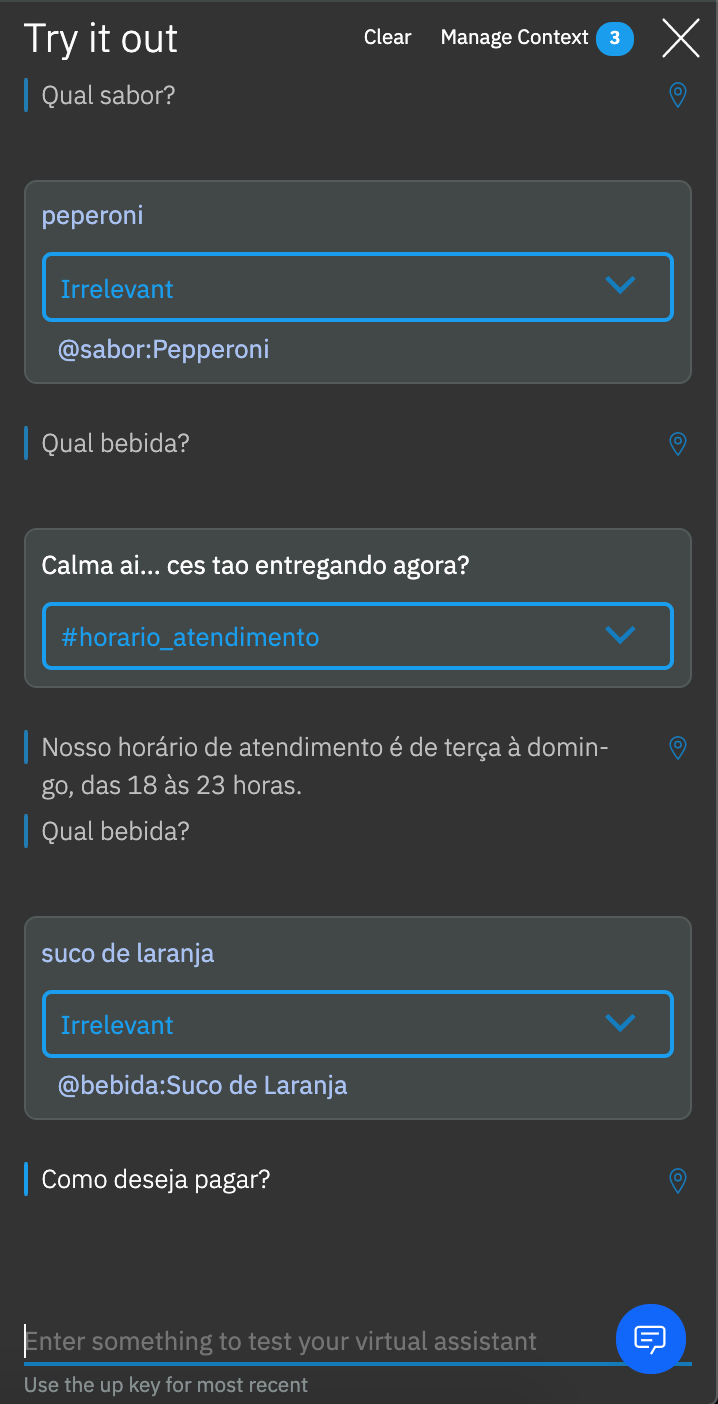 Try it out
Clear
Manage Context 3
Qual sabor?
peperoni
Irrelevant
@sabor:Pepperoni
Qual bebida?
Calma ai... ces tao entregando agora?
#horario_atendimento
Nosso horário de atendimento é de terça à domin-
go, das 18 às 23 horas.
Qual bebida?
suco de laranja
Irrelevant
@bebida:Suco de Laranja
Como deseja pagar?
Enter something to test your virtual assistant
Use the up key for most recent